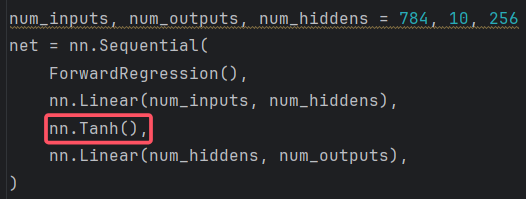 num_inputs, num_outputs, num_hiddens = 784, 10, 256
net = nn.Sequential(
    ForwardRegression(),
    nn.Linear(num_inputs, num_hiddens),
    nn.Tanh(),
    nn.Linear(num_hiddens, num_outputs),
)